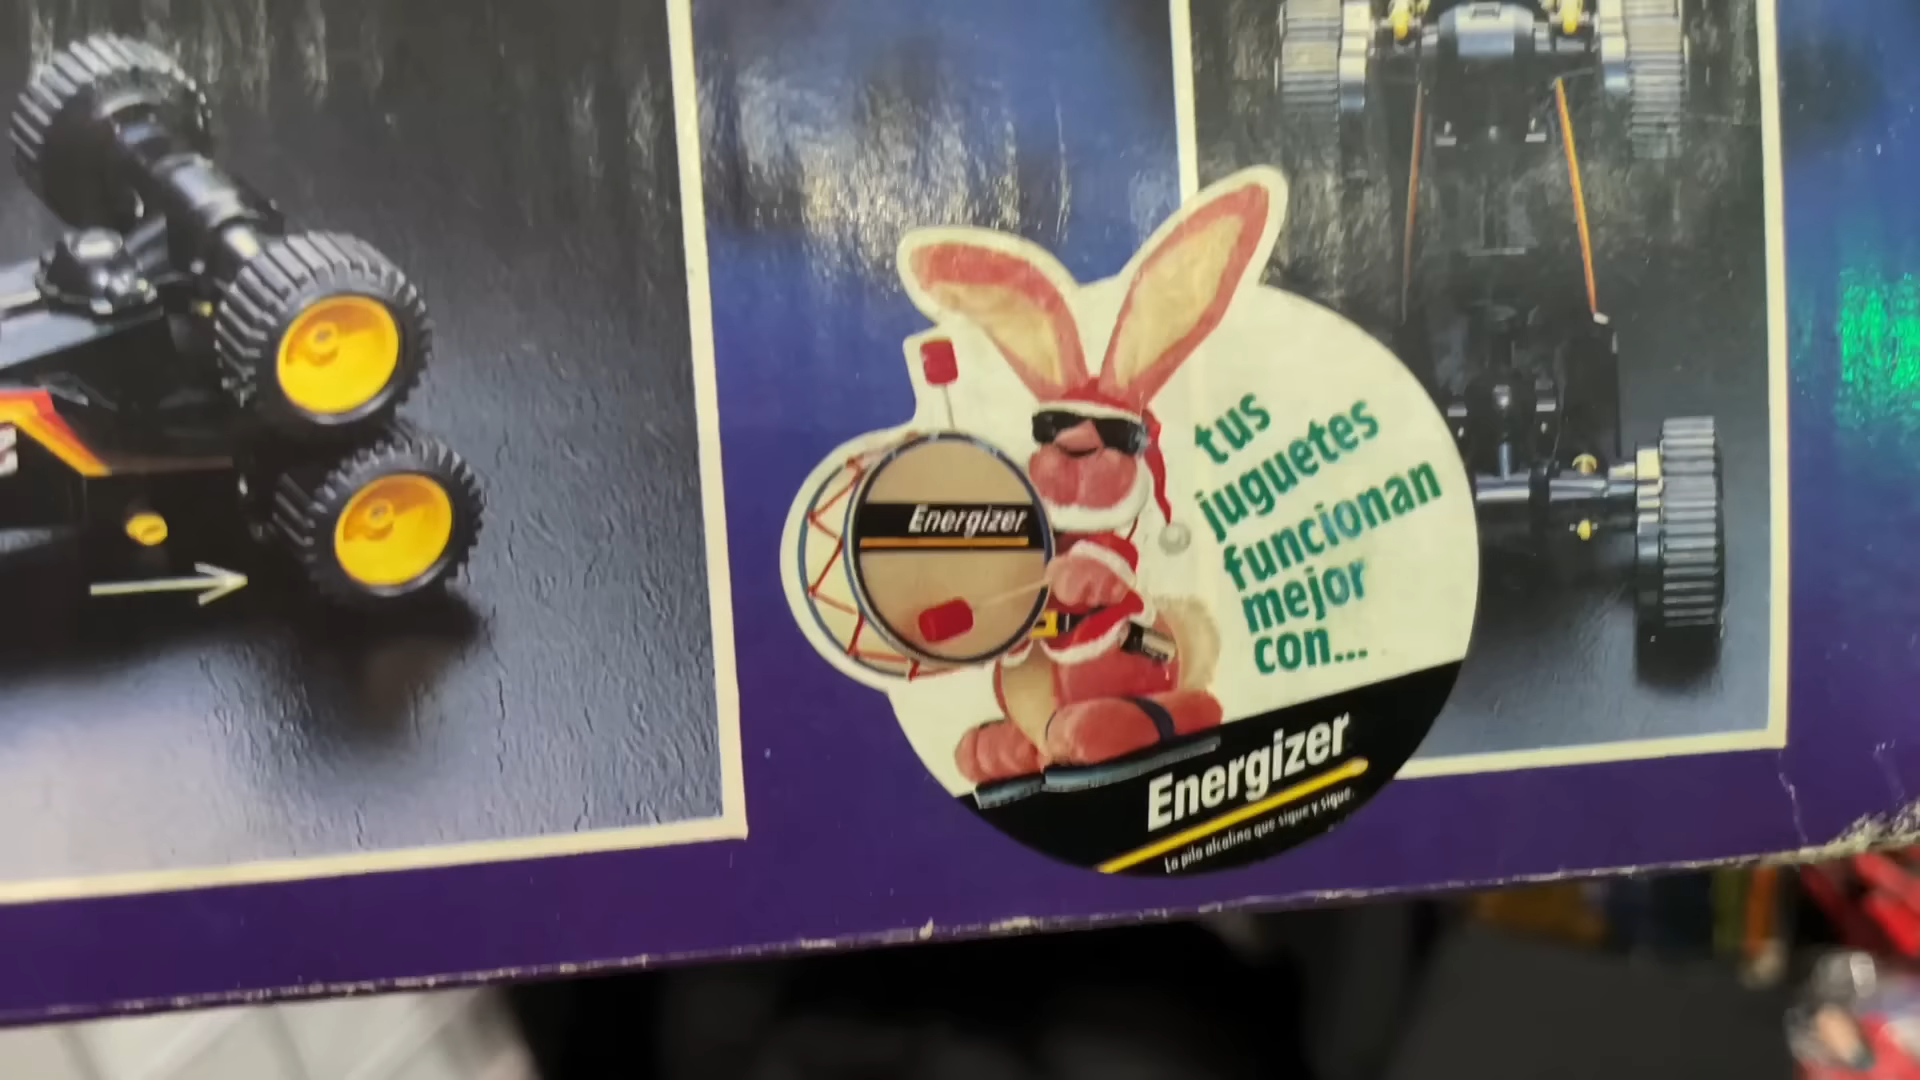 Energizer
tus
juguetes
funcionan
mejor
con...
Energizer
La pila alcalina que sigue y sigue.